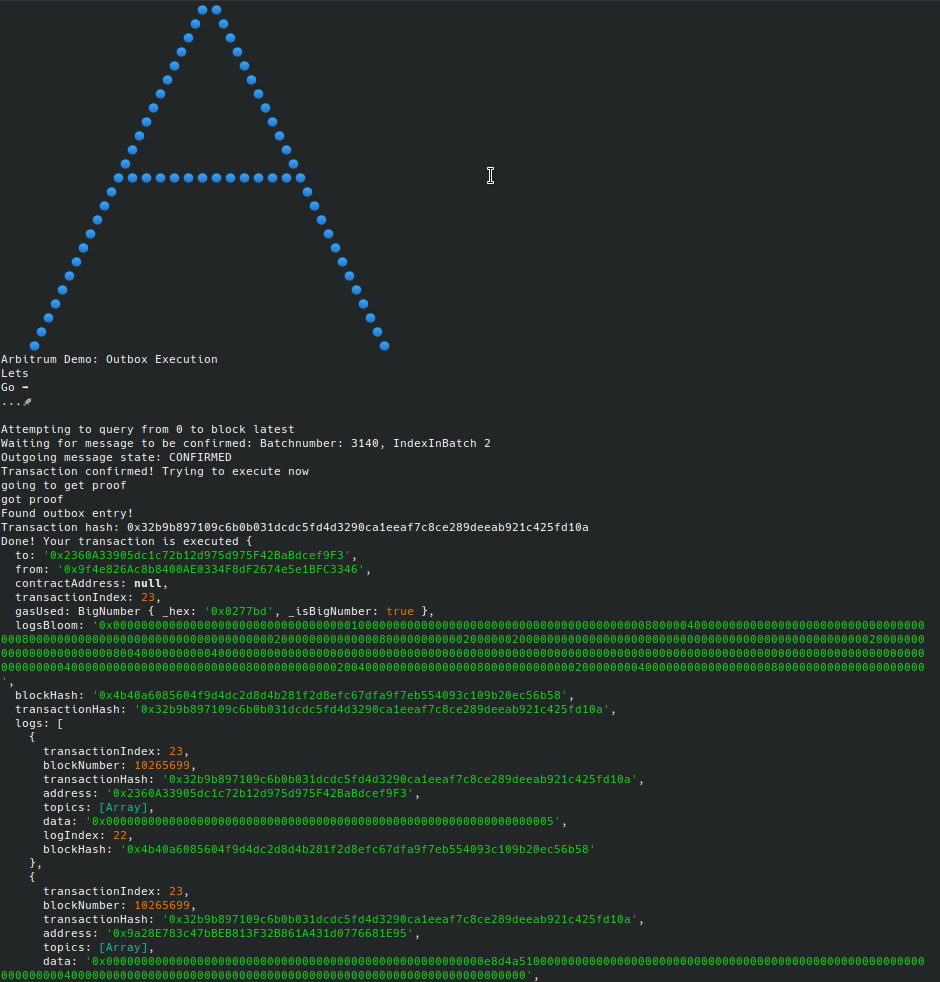 Arbitrum Demo: Outbox Execution
Lets
Go ➡
...🚀
Attempting to query from 0 to block latest
Waiting for message to be confirmed: Batchnumber: 3140, IndexInBatch 2
Outgoing message state: CONFIRMED
Transaction confirmed! Trying to execute now
going to get proof
got proof
Found outbox entry!
Transaction hash: 0x32b9b897109c6b0b031dcdc5fd4d3290ca1eeaf7c8ce289deeab921c425fd10a
Done! Your transaction is executed {
to: '0x2360A33905dc1c72b12d975d975F42BaBdcef9F3',
from: '0x9f4e826Ac8b8400AE0334F8dF2674e5e1BFC3346',
contractAddress: null,
transactionIndex: 23,
gasUsed: BigNumber { _hex: '0x0277bd', _isBigNumber: true },
logsBloom:
',
blockHash: '0x4b40a6085604f9d4dc2d8d4b281f2d8efc67dfa9f7eb554093c109b20ec56b58',
transactionHash: '0x32b9b897109c6b0b031dcdc5fd4d3290ca1eeaf7c8ce289deeab921c425fd10a',
logs: [
{
transactionIndex: 23,
blockNumber: 10265699,
transactionHash: '0x32b9b897109c6b0b031dcdc5fd4d3290ca1eeaf7c8ce289deeab921c425fd10a',
address: '0x2360A33905dc1c72b12d975d975F42BaBdcef9F3',
topics: [Array],
data: '0x0000000000000000000000000000000000000000000000000000000000000005',
logIndex: 22,
blockHash: '0x4b40a6085604f9d4dc2d8d4b281f2d8efc67dfa9f7eb554093c109b20ec56b58'
},
{
transactionIndex: 23,
blockNumber: 10265699,
transactionHash: '0x32b9b897109c6b0b031dcdc5fd4d3290ca1eeaf7c8ce289deeab921c425fd10a',
address: '0x9a28E783c47bBEB813F32B861A431d0776681E95',
topics: [Array],
data: